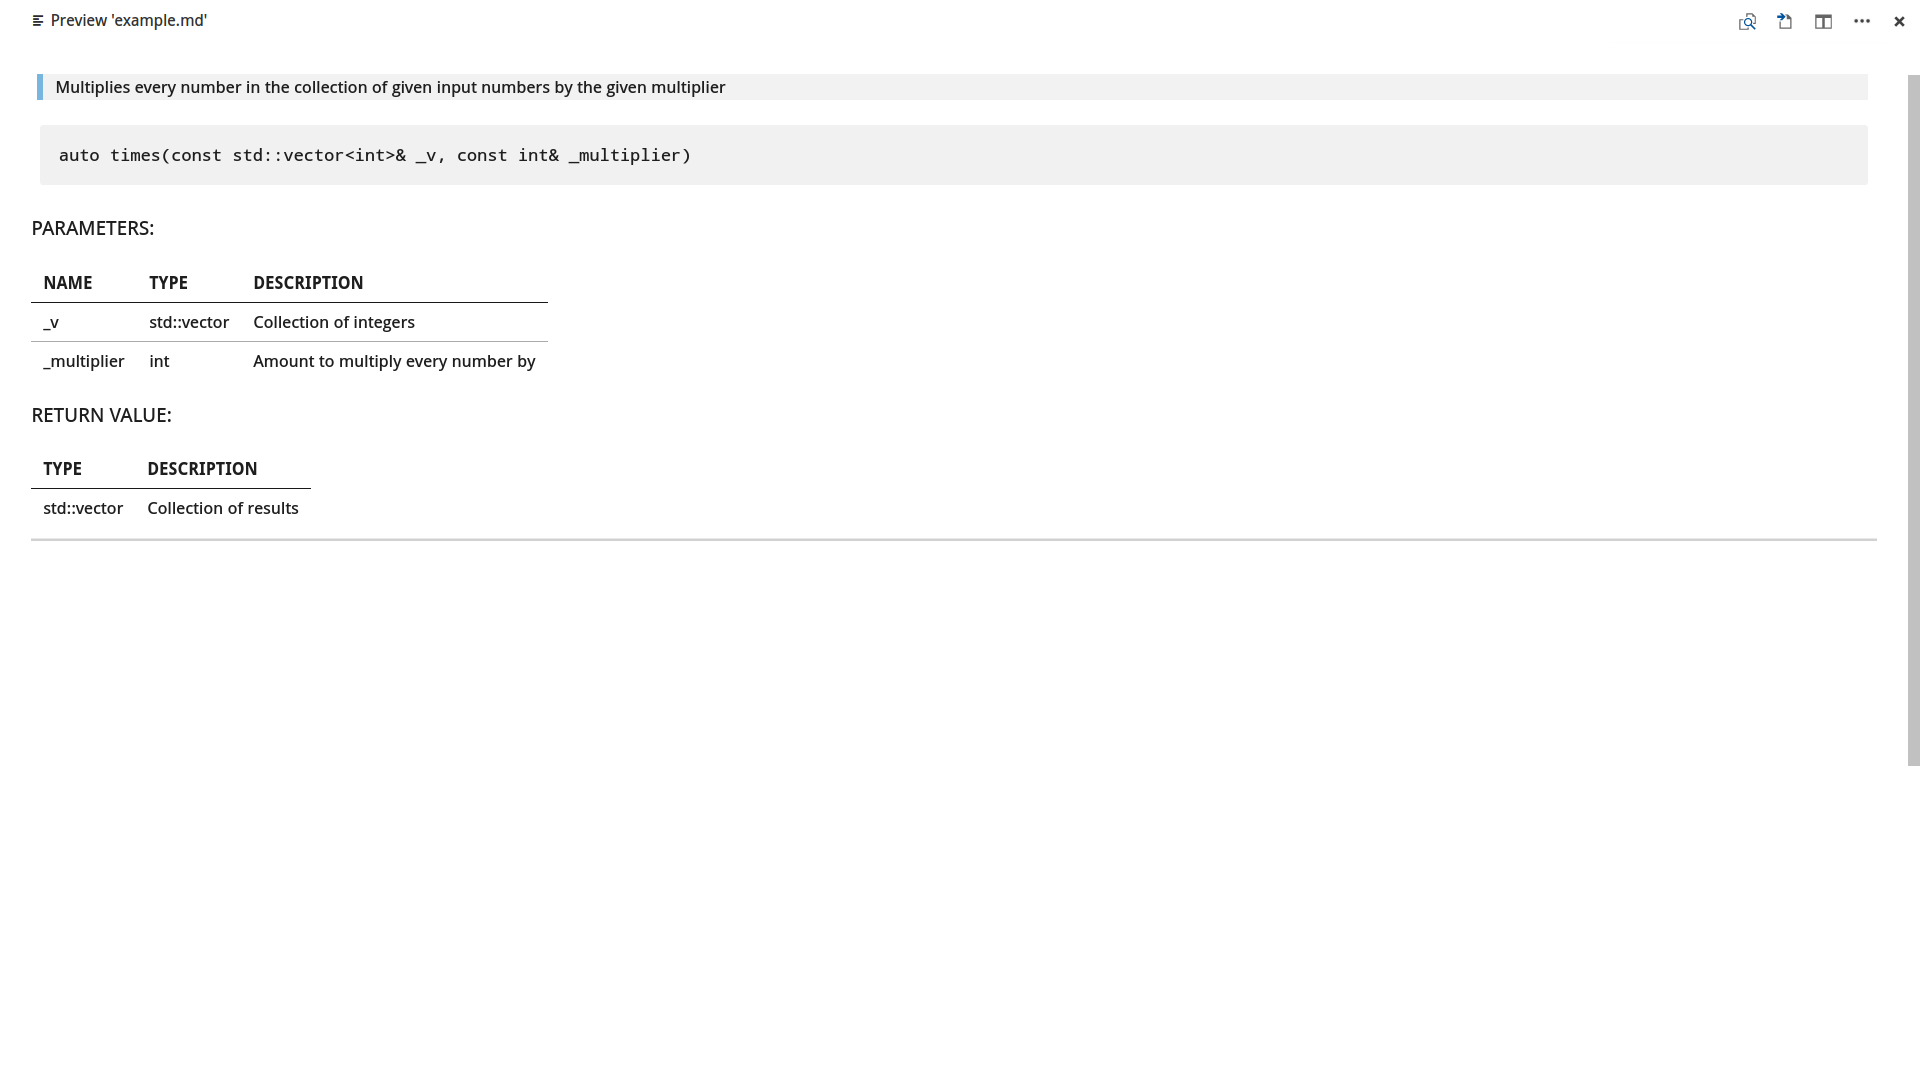 Preview 'example.md'
Multiplies every number in the collection of given input numbers by the given multiplier
auto times(const std::vector<int>& _v, const int& _multiplier)
PARAMETERS:
NAME TYPE DESCRIPTION
_v std::vector Collection of integers
_multiplier int Amount to multiply every number by
RETURN VALUE:
TYPE DESCRIPTION
std::vector Collection of results